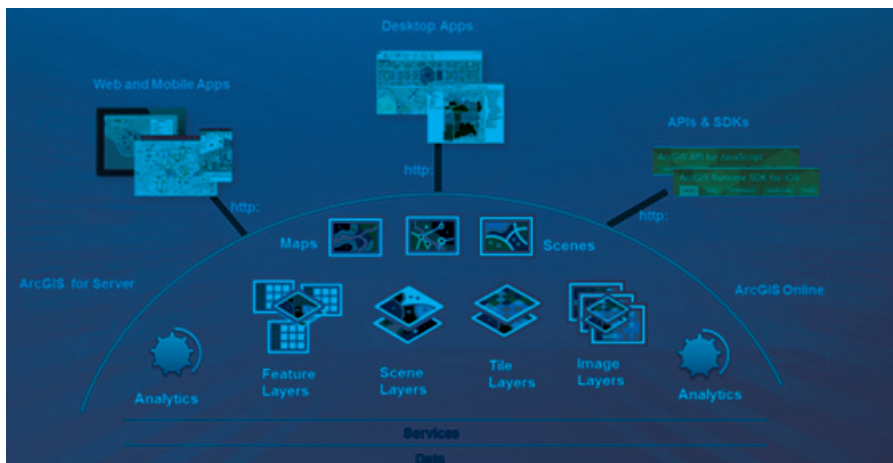 Desktop Apps
Web and Mobile Apps
APIs & SDKs
ArcGIS API for JavaScript
ArcGIS Runtime SDK for iOS
http:
http:
http:
Maps
Scenes
ArcGIS for Server
ArcGIS Online
Feature
Layers
Scene
Layers
Tile
Layers
Image
Layers
Analytics
Analytics
Services
Data